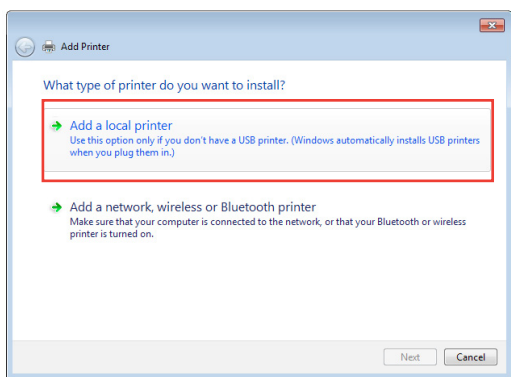 Add Printer
What type of printer do you want to install?
Add a local printer
Use this option only if you don't have a USB printer. (Windows automatically installs USB printers
when you plug them in.)
Add a network, wireless or Bluetooth printer
Make sure that your computer is connected to the network, or that your Bluetooth or wireless
printer is turned on.
Next Cancel